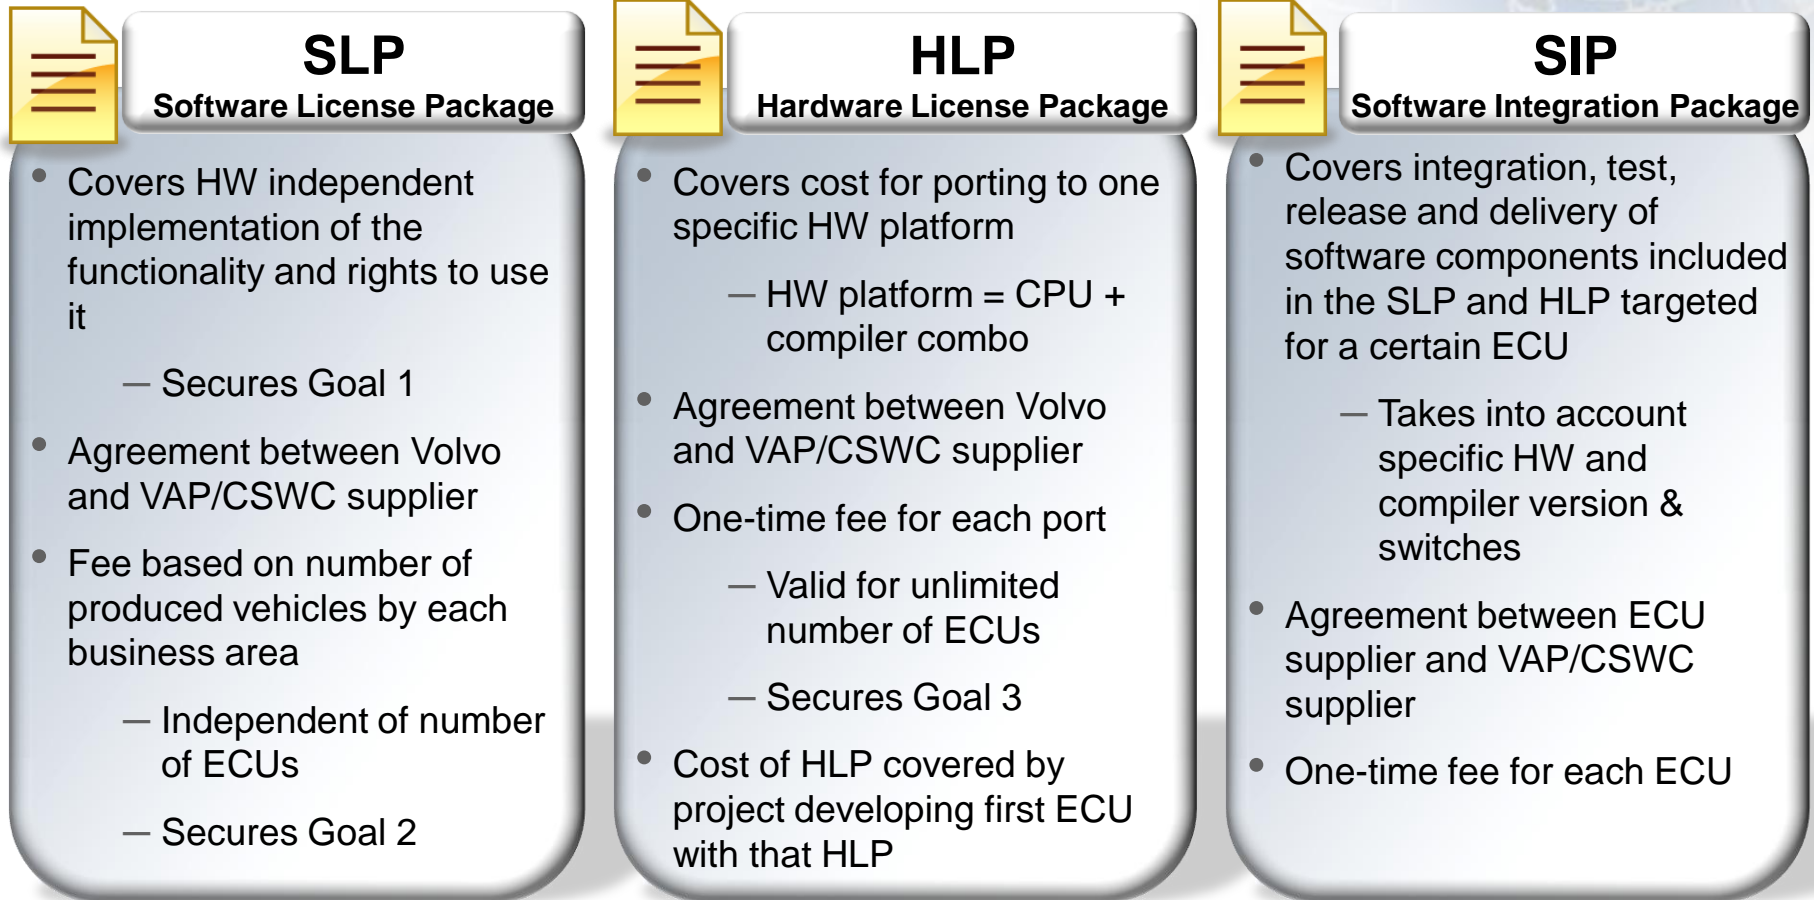 SLP
Software License Package
• Covers HW independent
implementation of the
functionality and rights to use
it
– Secures Goal 1
• Agreement between Volvo
and VAP/CSWC supplier
• Fee based on number of
produced vehicles by each
business area
– Independent of number
of ECUs
– Secures Goal 2
HLP
Hardware License Package
• Covers cost for porting to one
specific HW platform
– HW platform = CPU +
compiler combo
• Agreement between Volvo
and VAP/CSWC supplier
• One-time fee for each port
– Valid for unlimited
number of ECUs
– Secures Goal 3
• Cost of HLP covered by
project developing first ECU
with that HLP
SIP
Software Integration Package
• Covers integration, test,
release and delivery of
software components included
in the SLP and HLP targeted
for a certain ECU
– Takes into account
specific HW and
compiler version &
switches
• Agreement between ECU
supplier and VAP/CSWC
supplier
• One-time fee for each ECU